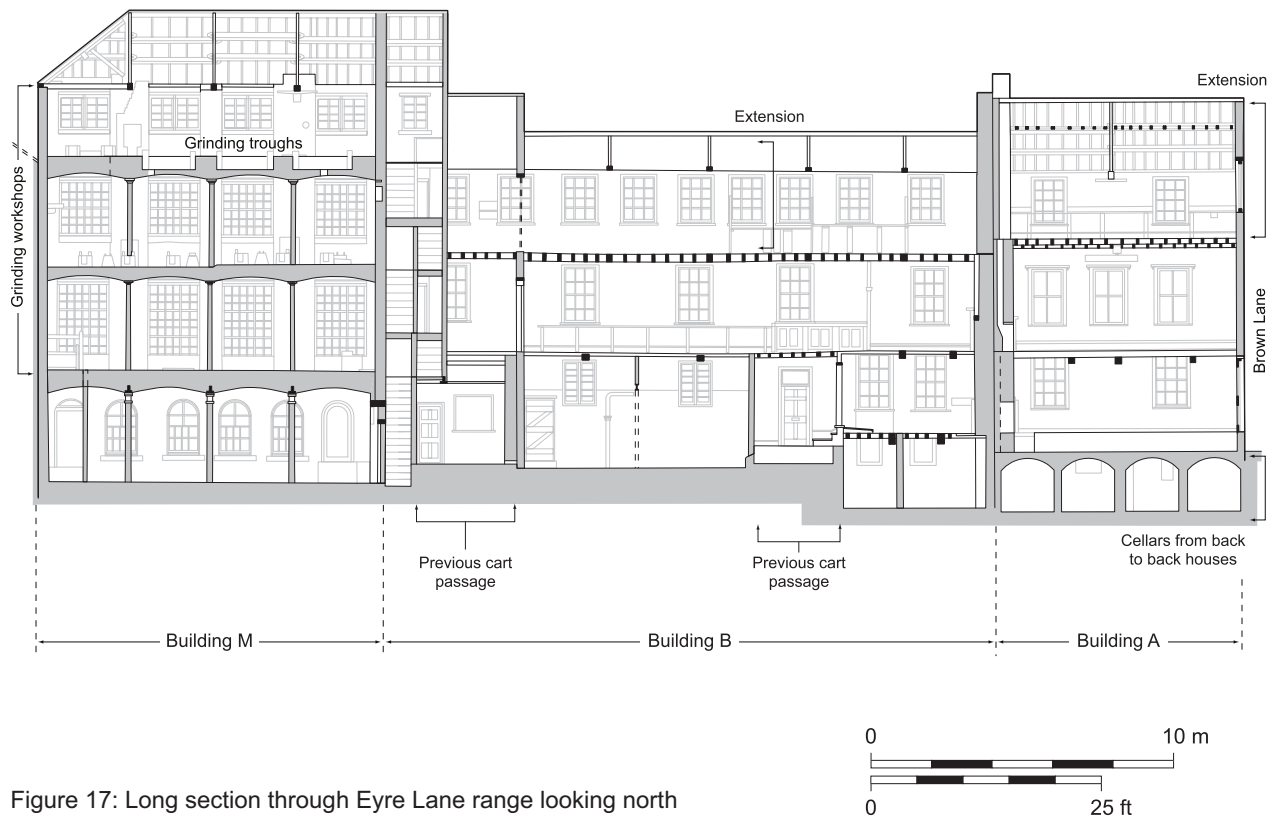 Extension
Extension
Grinding troughs
Grinding workshops
Brown Lane
Previous cart
passage
Previous cart
passage
Cellars from back
to back houses
Building M
Building B
Building A
0
10 m
0
25 ft
Figure 17: Long section through Eyre Lane range looking north